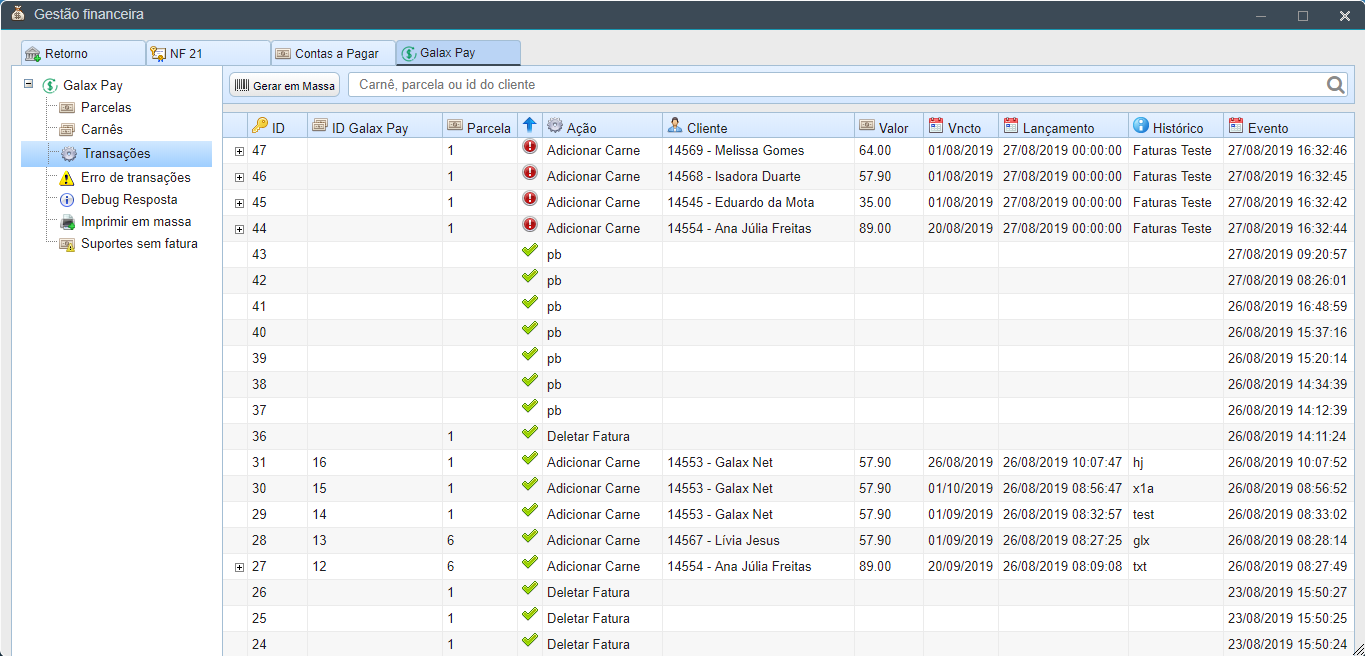 Gestão financeira
Retorno NF 21 Contas a Pagar Galax Pay
Galax Pay
Parcelas
Carnês
Transações
Erro de transações
Debug Resposta
Imprimir em massa
Suportes sem fatura
Gerar em Massa Carnê, parcela ou id do cliente
ID ID Galax Pay Parcela Ação Cliente Valor Vncto Lançamento Histórico Evento
47 1 Adicionar Carne 14569 - Melissa Gomes 64.00 01/08/2019 27/08/2019 00:00:00 Faturas Teste 27/08/2019 16:32:46
46 1 Adicionar Carne 14568 - Isadora Duarte 57.90 01/08/2019 27/08/2019 00:00:00 Faturas Teste 27/08/2019 16:32:45
45 1 Adicionar Carne 14545 - Eduardo da Mota 35.00 01/08/2019 27/08/2019 00:00:00 Faturas Teste 27/08/2019 16:32:42
44 1 Adicionar Carne 14554 - Ana Júlia Freitas 89.00 20/08/2019 27/08/2019 00:00:00 Faturas Teste 27/08/2019 16:32:44
43 pb 27/08/2019 09:20:57
42 pb 27/08/2019 08:26:01
41 pb 26/08/2019 16:48:59
40 pb 26/08/2019 15:37:16
39 pb 26/08/2019 15:20:14
38 pb 26/08/2019 14:34:39
37 pb 26/08/2019 14:12:39
36 1 Deletar Fatura 26/08/2019 14:11:24
31 16 1 Adicionar Carne 14553 - Galax Net 57.90 26/08/2019 26/08/2019 10:07:47 hj 26/08/2019 10:07:52
30 15 1 Adicionar Carne 14553 - Galax Net 57.90 01/10/2019 26/08/2019 08:56:47 x1a 26/08/2019 08:56:52
29 14 1 Adicionar Carne 14553 - Galax Net 57.90 01/09/2019 26/08/2019 08:32:57 test 26/08/2019 08:33:02
28 13 6 Adicionar Carne 14567 - Lívia Jesus 57.90 01/09/2019 26/08/2019 08:27:25 glx 26/08/2019 08:28:14
27 12 6 Adicionar Carne 14554 - Ana Júlia Freitas 89.00 20/09/2019 26/08/2019 08:09:08 txt 26/08/2019 08:27:49
26 1 Deletar Fatura 23/08/2019 15:50:27
25 1 Deletar Fatura 23/08/2019 15:50:25
24 1 Deletar Fatura 23/08/2019 15:50:24